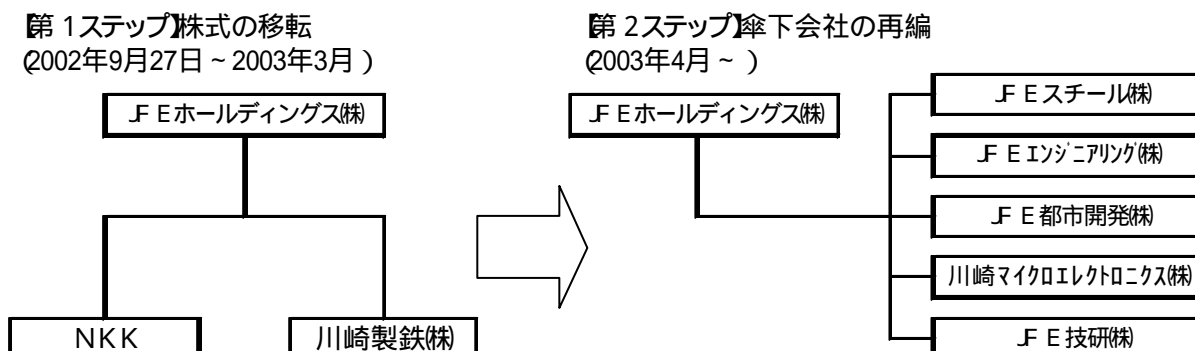 【第1ステップ】株式の移転
(2002年9月27日~2003年3月)
JFEホールディングス㈱
NKK
川崎製鉄㈱
【第2ステップ】傘下会社の再編
(2003年4月~)
JFEホールディングス㈱
JFEスチール㈱
JFEエンジニアリング㈱
JFE都市開発㈱
川崎マイクロエレクトロニクス㈱
JFE技研㈱